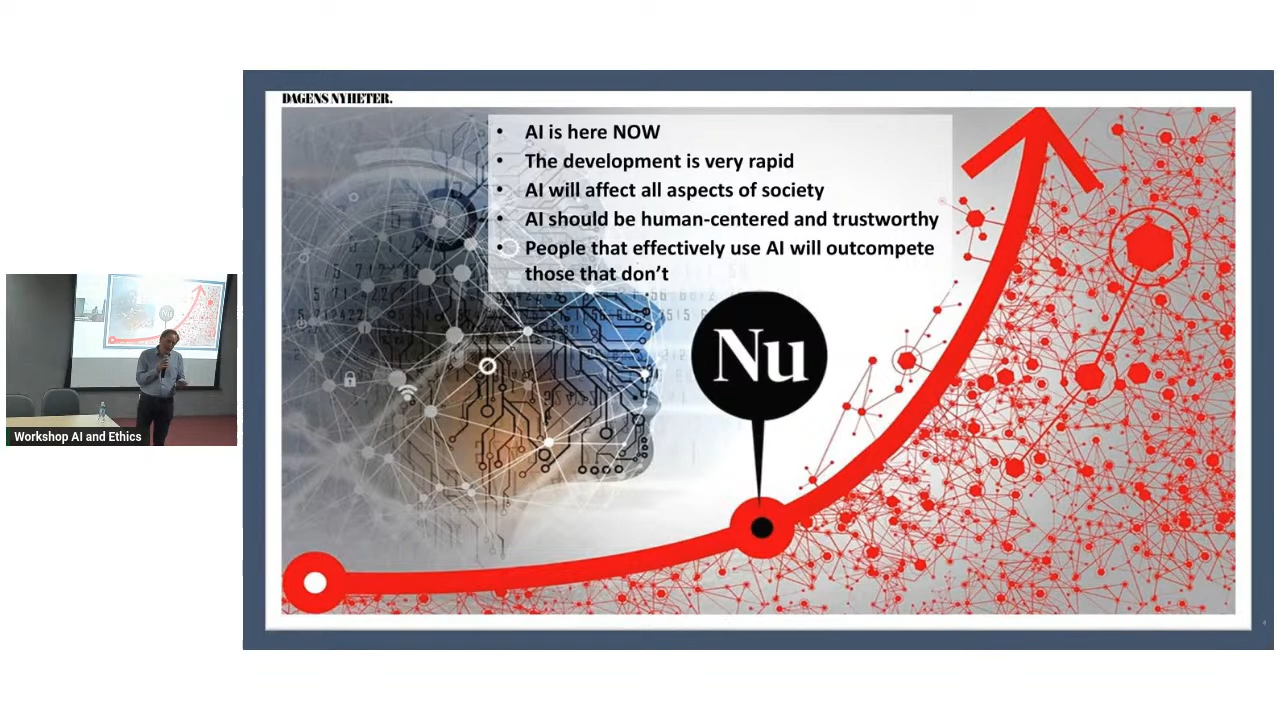 DAGENS NYHETER.
• AI is here NOW
• The development is very rapid
• AI will affect all aspects of society
• AI should be human-centered and trustworthy
• People that effectively use AI will outcompete
those that don't
Nu
Workshop AI and Ethics